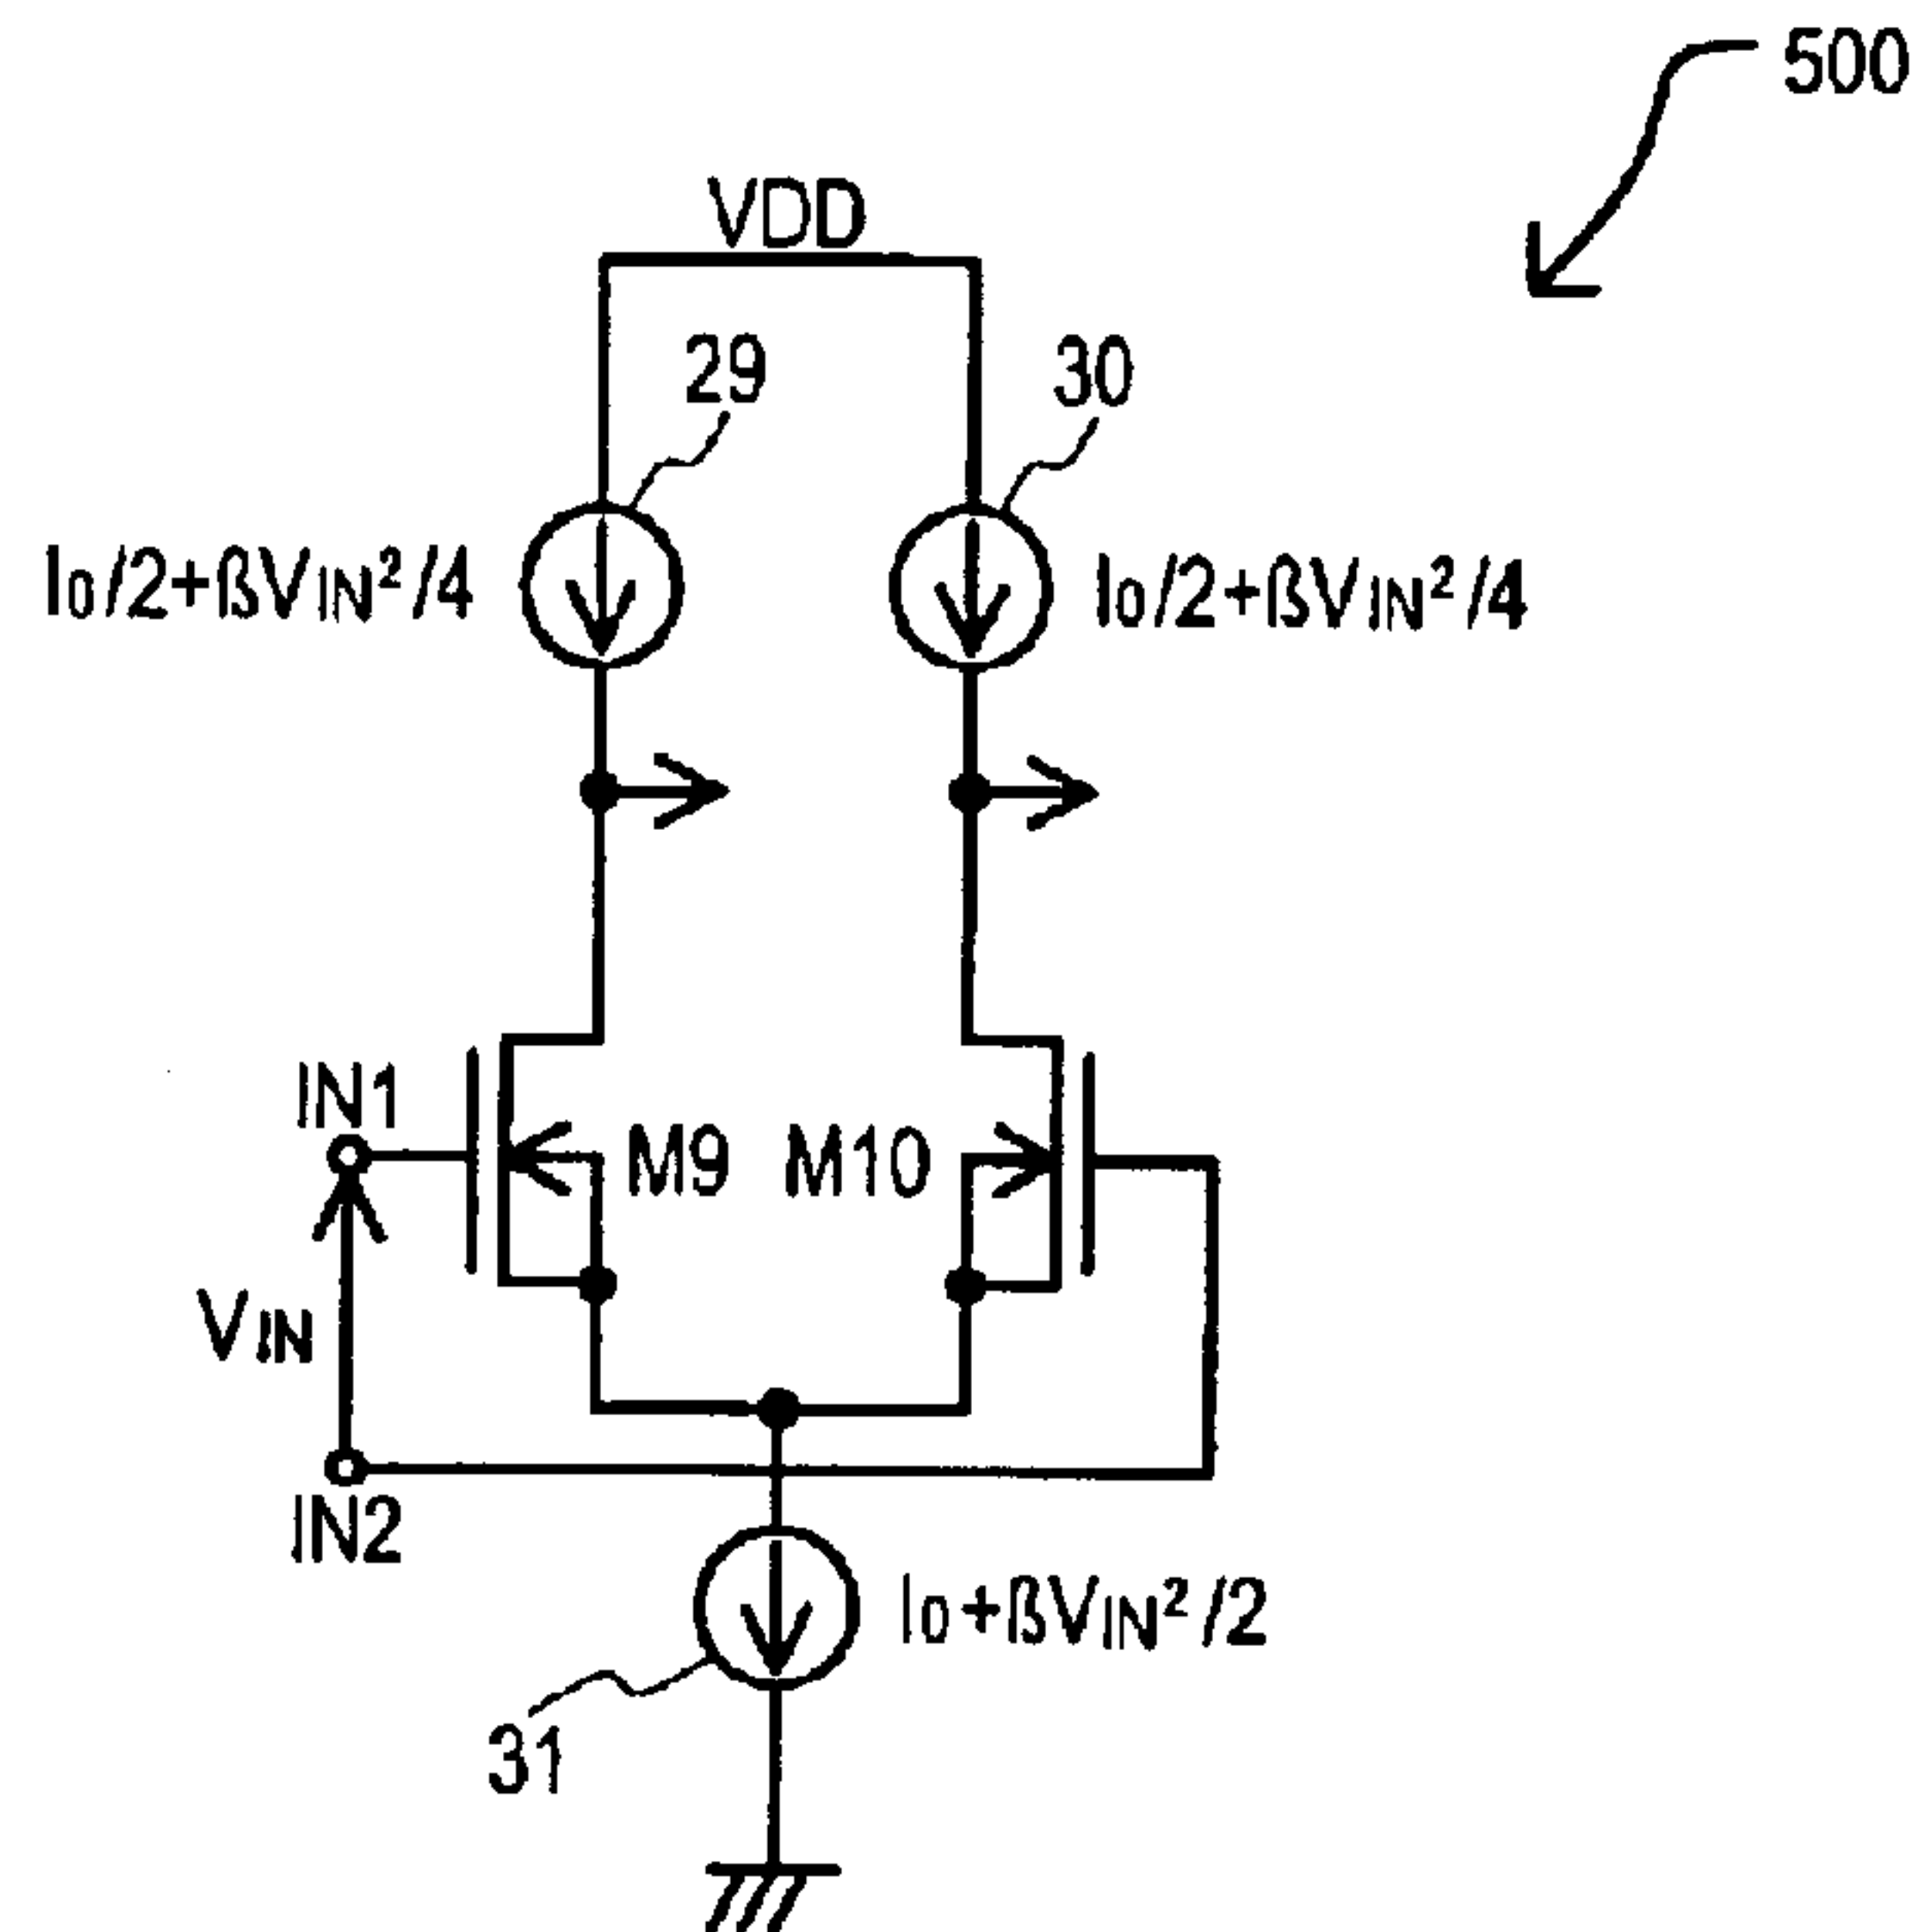 500
VDD
29
30
I₀/2+βVIN²/4
I₀/2+βVIN²/4
IN1
M9
M10
VIN
IN2
I₀+βVIN²/2
31